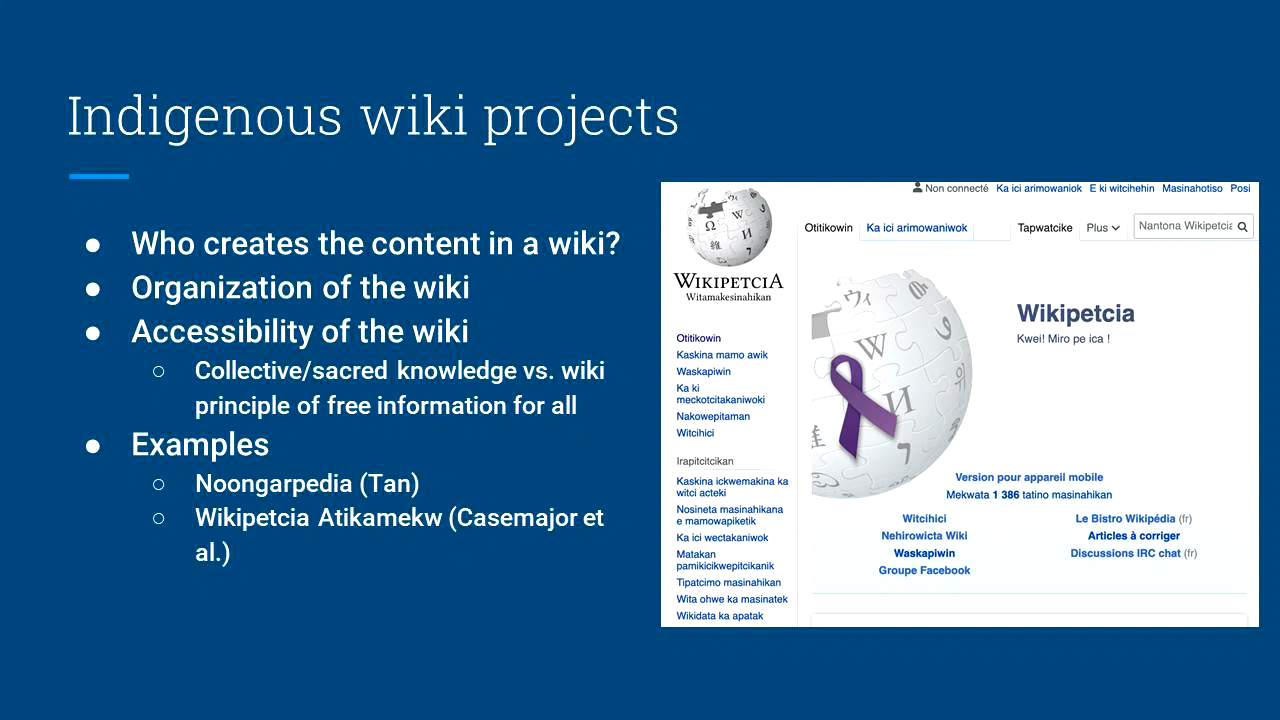 Indigenous wiki projects
● Who creates the content in a wiki?
● Organization of the wiki
● Accessibility of the wiki
○ Collective/sacred knowledge vs. wiki
principle of free information for all
● Examples
○ Noongarpedia (Tan)
○ Wikipetcia Atikamekw (Casemajor et
al.)
Non connecté Ka ici arimowaniok E ki witcihehin Masinahotiso Posi
Otitikowin Ka ici arimowaniwok Tapwatcike Plus Nantona Wikipetcia
Ω W И 維 ウィ
WIKIPETCIA
Witamakesinahikan
Otitikowin
Kaskina mamo awik
Waskapiwin
Ka ki
meckotcitakaniwoki
Nakowepitaman
Witcihici
Irapitcitcikan
Kaskina ickwemakina ka
witci acteki
Nosineta masinahikana
e mamowapiketik
Ka ici wectakaniwok
Matakan
pamikicikwepitcikanik
Tipatcimo masinahikan
Wita ohwe ka masinatek
Wikidata ka apatak
ウィ W И 維
Wikipetcia
Kwei! Miro pe ica !
Version pour appareil mobile
Mekwata 1 386 tatino masinahikan
Witcihici Le Bistro Wikipédia (fr)
Nehirowicta Wiki Articles à corriger
Waskapiwin Discussions IRC chat (fr)
Groupe Facebook